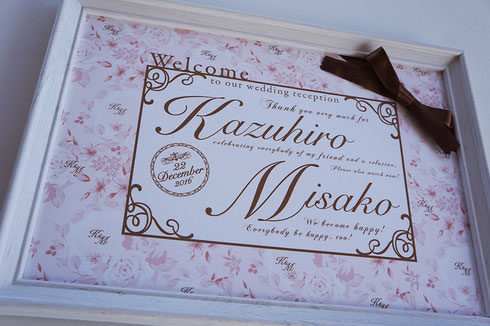 Welcome
to our wedding reception
Thank you very much for
Kazuhiro
celebrating everybody of my friend and a relation.
Please also watch now!
22
December
2016
Misako
We become happy!
Everybody be happy, too!